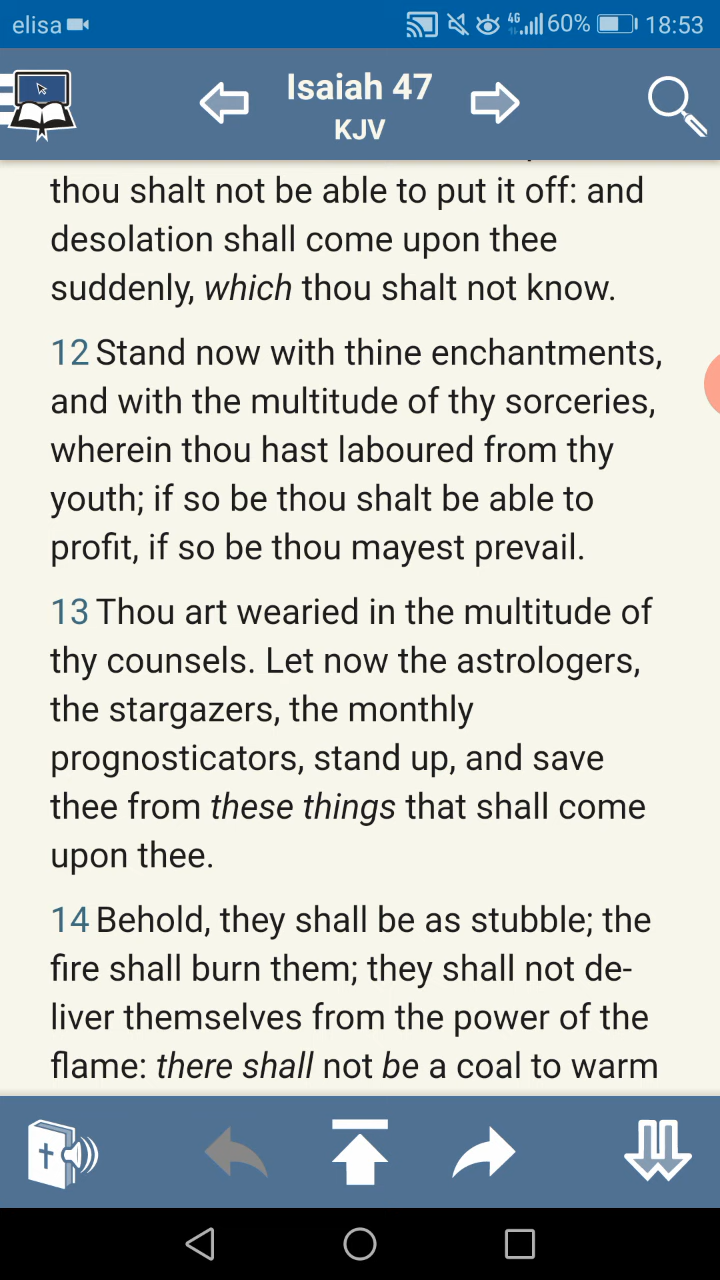 elisa 4G 60% 18:53
Isaiah 47
KJV
thou shalt not be able to put it off: and
desolation shall come upon thee
suddenly, which thou shalt not know.
12 Stand now with thine enchantments,
and with the multitude of thy sorceries,
wherein thou hast laboured from thy
youth; if so be thou shalt be able to
profit, if so be thou mayest prevail.
13 Thou art wearied in the multitude of
thy counsels. Let now the astrologers,
the stargazers, the monthly
prognosticators, stand up, and save
thee from these things that shall come
upon thee.
14 Behold, they shall be as stubble; the
fire shall burn them; they shall not de-
liver themselves from the power of the
flame: there shall not be a coal to warm